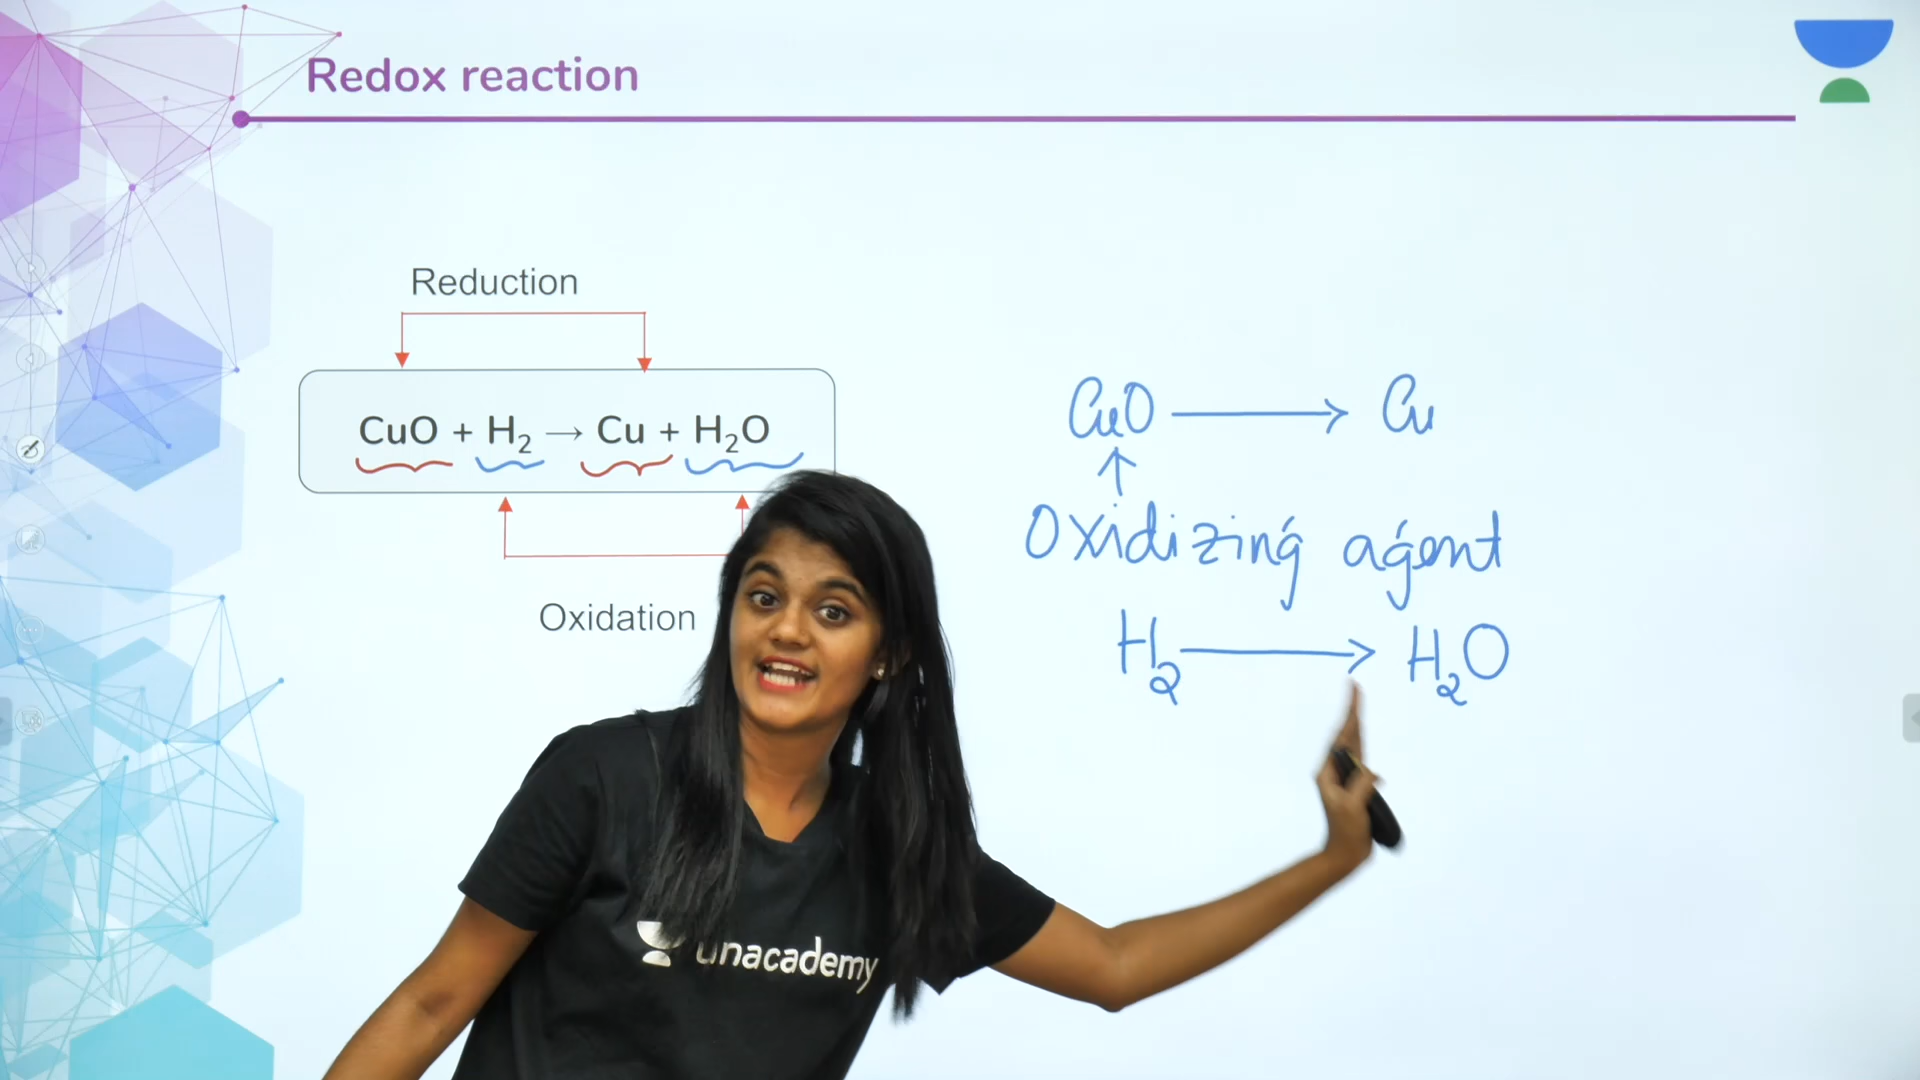 Redox reaction
Reduction
CuO + H₂ → Cu + H₂O
Oxidation
CuO → Cu
↑
Oxidizing agent
H₂ → H₂O
unacademy